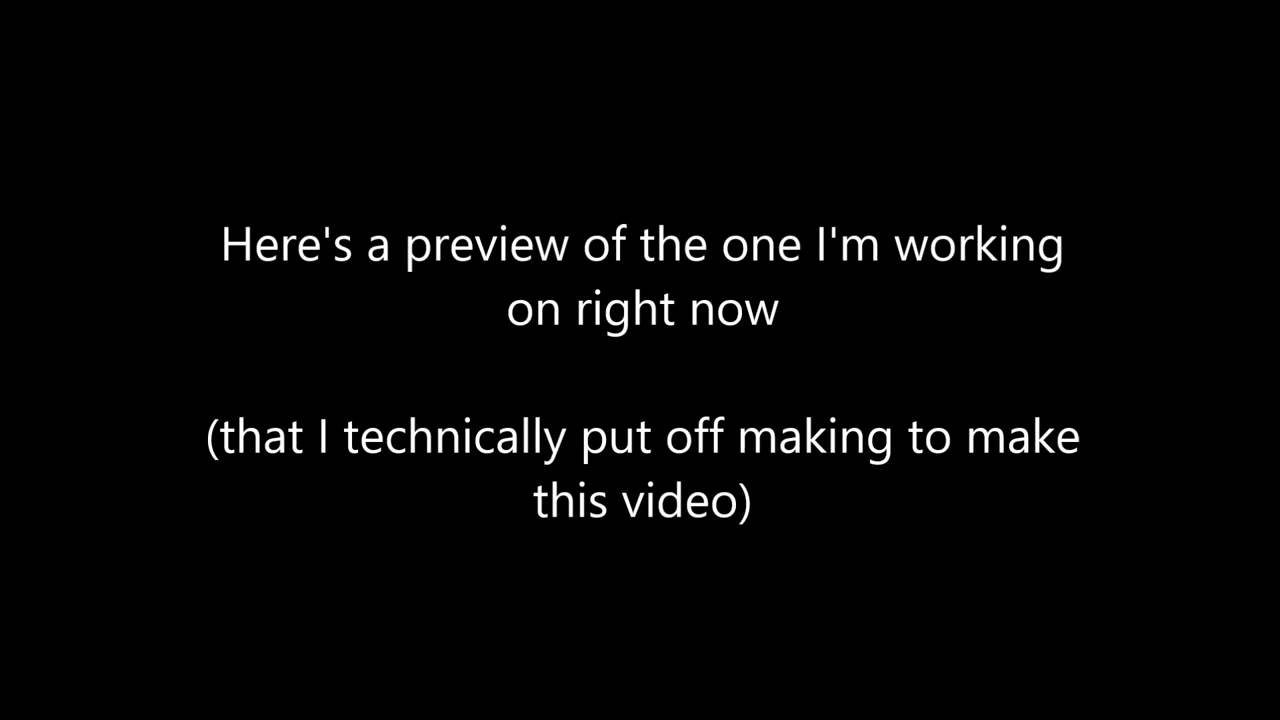 Here's a preview of the one I'm working
on right now
(that I technically put off making to make
this video)